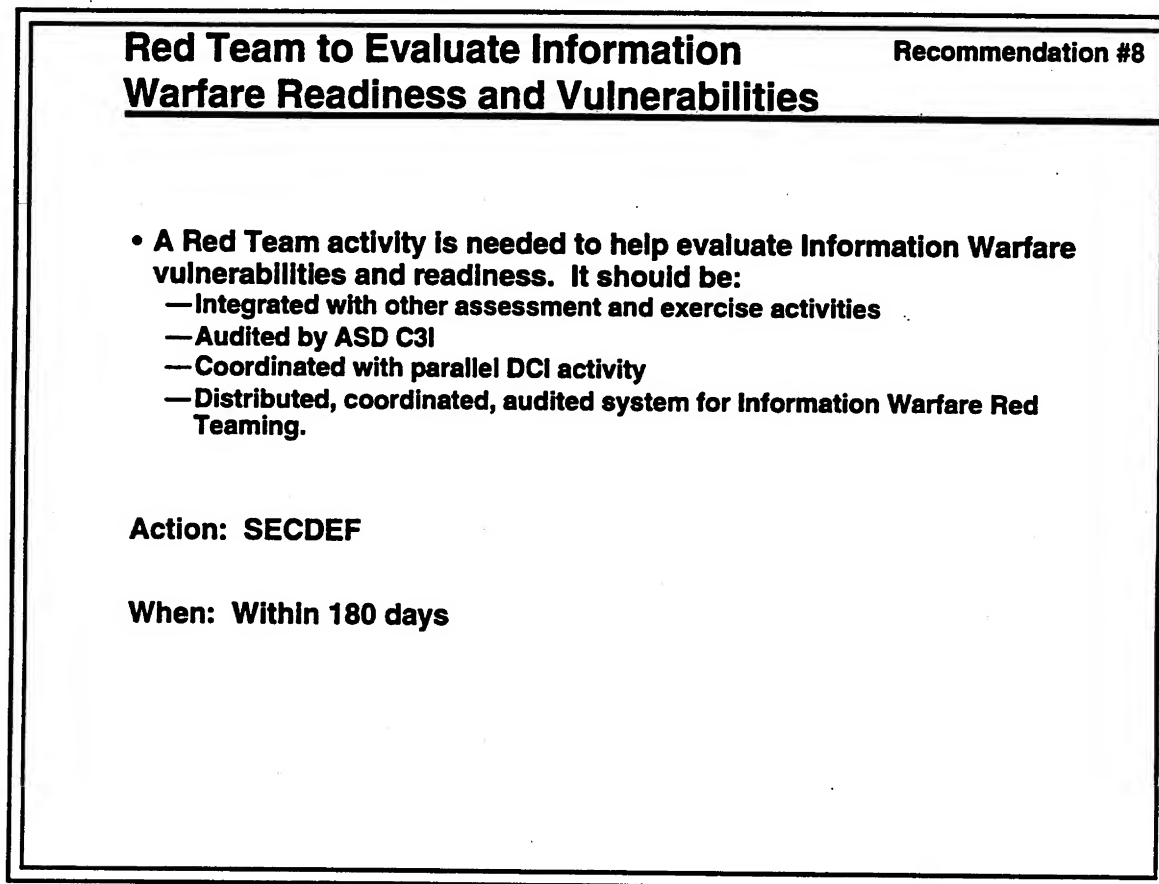 Red Team to Evaluate Information Recommendation #8
Warfare Readiness and Vulnerabilities
• A Red Team activity is needed to help evaluate Information Warfare
vulnerabilities and readiness. It should be:
—Integrated with other assessment and exercise activities
—Audited by ASD C3I
—Coordinated with parallel DCI activity
—Distributed, coordinated, audited system for Information Warfare Red
Teaming.
Action: SECDEF
When: Within 180 days